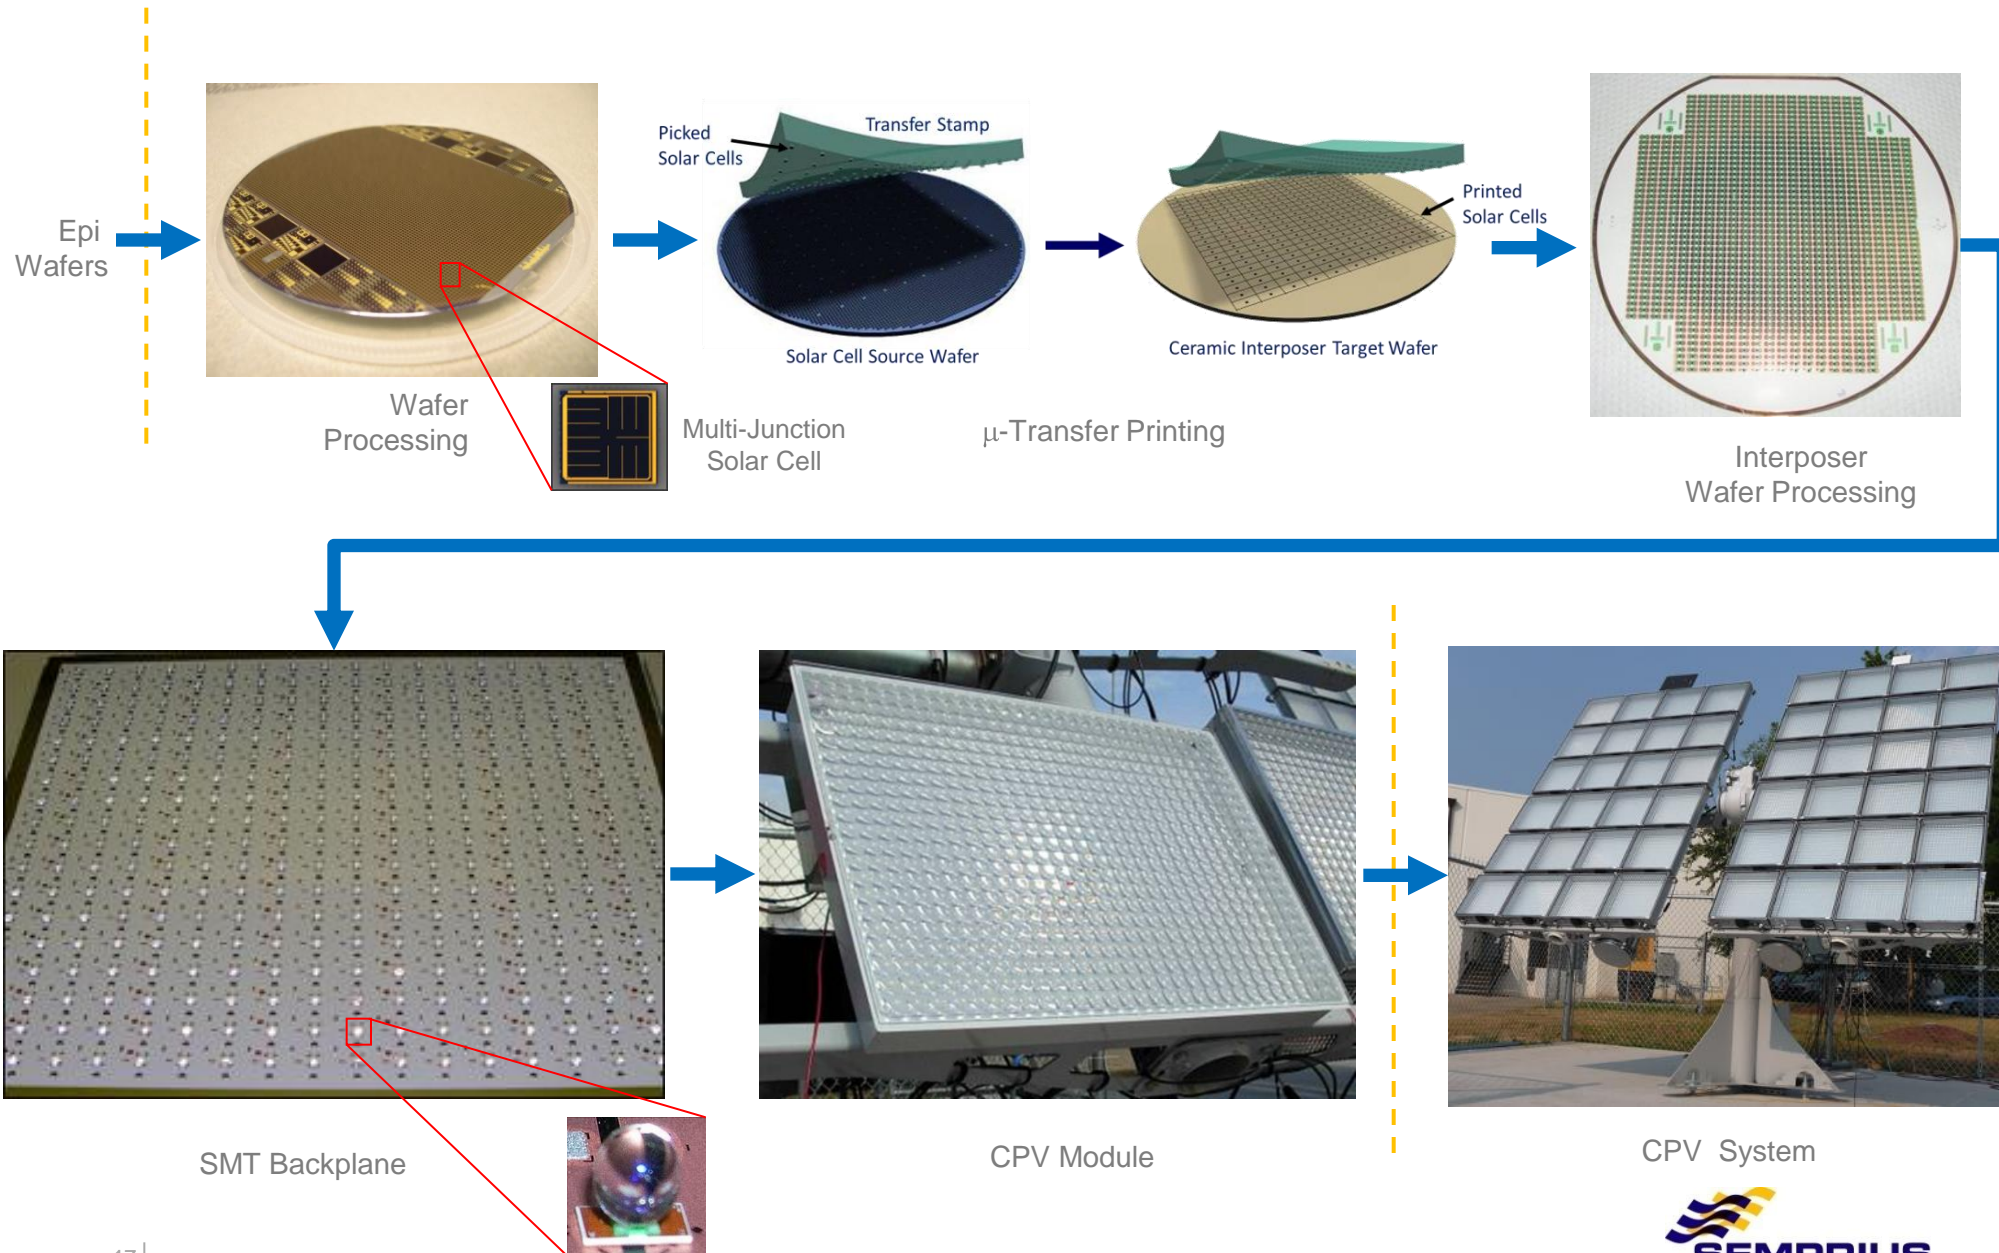 Epi
Wafers
Wafer
Processing
Multi-Junction
Solar Cell
Picked
Solar Cells
Transfer Stamp
Solar Cell Source Wafer
μ-Transfer Printing
Printed
Solar Cells
Ceramic Interposer Target Wafer
Interposer
Wafer Processing
SMT Backplane
CPV Module
CPV System
SEMPRIUS